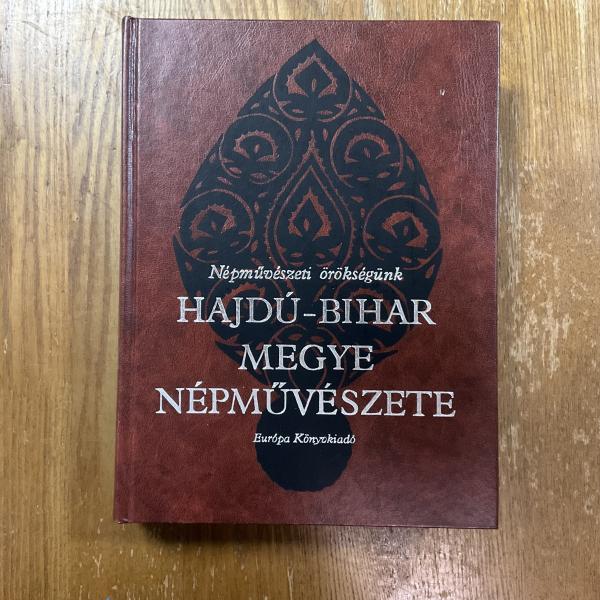 Népművészeti örökségünk
HAJDÚ-BIHAR
MEGYE
NÉPMŰVÉSZETE
Európa Könyvkiadó